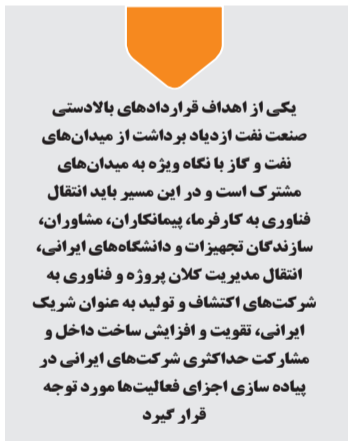 یکی از اهداف قراردادهای بالادستی
صنعت نفت ازدیاد برداشت از میدان‌های
نفت و گاز با نگاه ویژه به میدان‌های
مشترک است و در این مسیر باید انتقال
فناوری به کارفرما، پیمانکاران، مشاوران،
سازندگان تجهیزات و دانشگاه‌های ایرانی،
انتقال مدیریت کلان پروژه و فناوری به
شرکت‌های اکتشاف و تولید به عنوان شریک
ایرانی، تقویت و افزایش ساخت داخل و
مشارکت حداکثری شرکت‌های ایرانی در
پیاده سازی اجزای فعالیت‌ها مورد توجه
قرار گیرد